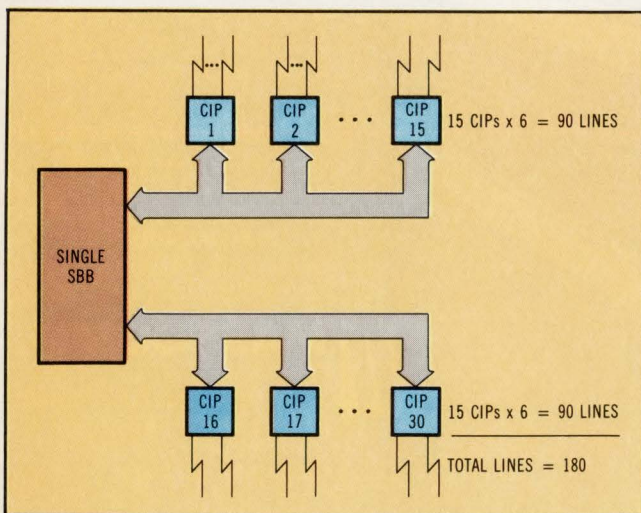 CIP 1
CIP 2
• • •
CIP 15
15 CIPs x 6 = 90 LINES
SINGLE
SBB
CIP 16
CIP 17
• • •
CIP 30
15 CIPs x 6 = 90 LINES
TOTAL LINES = 180